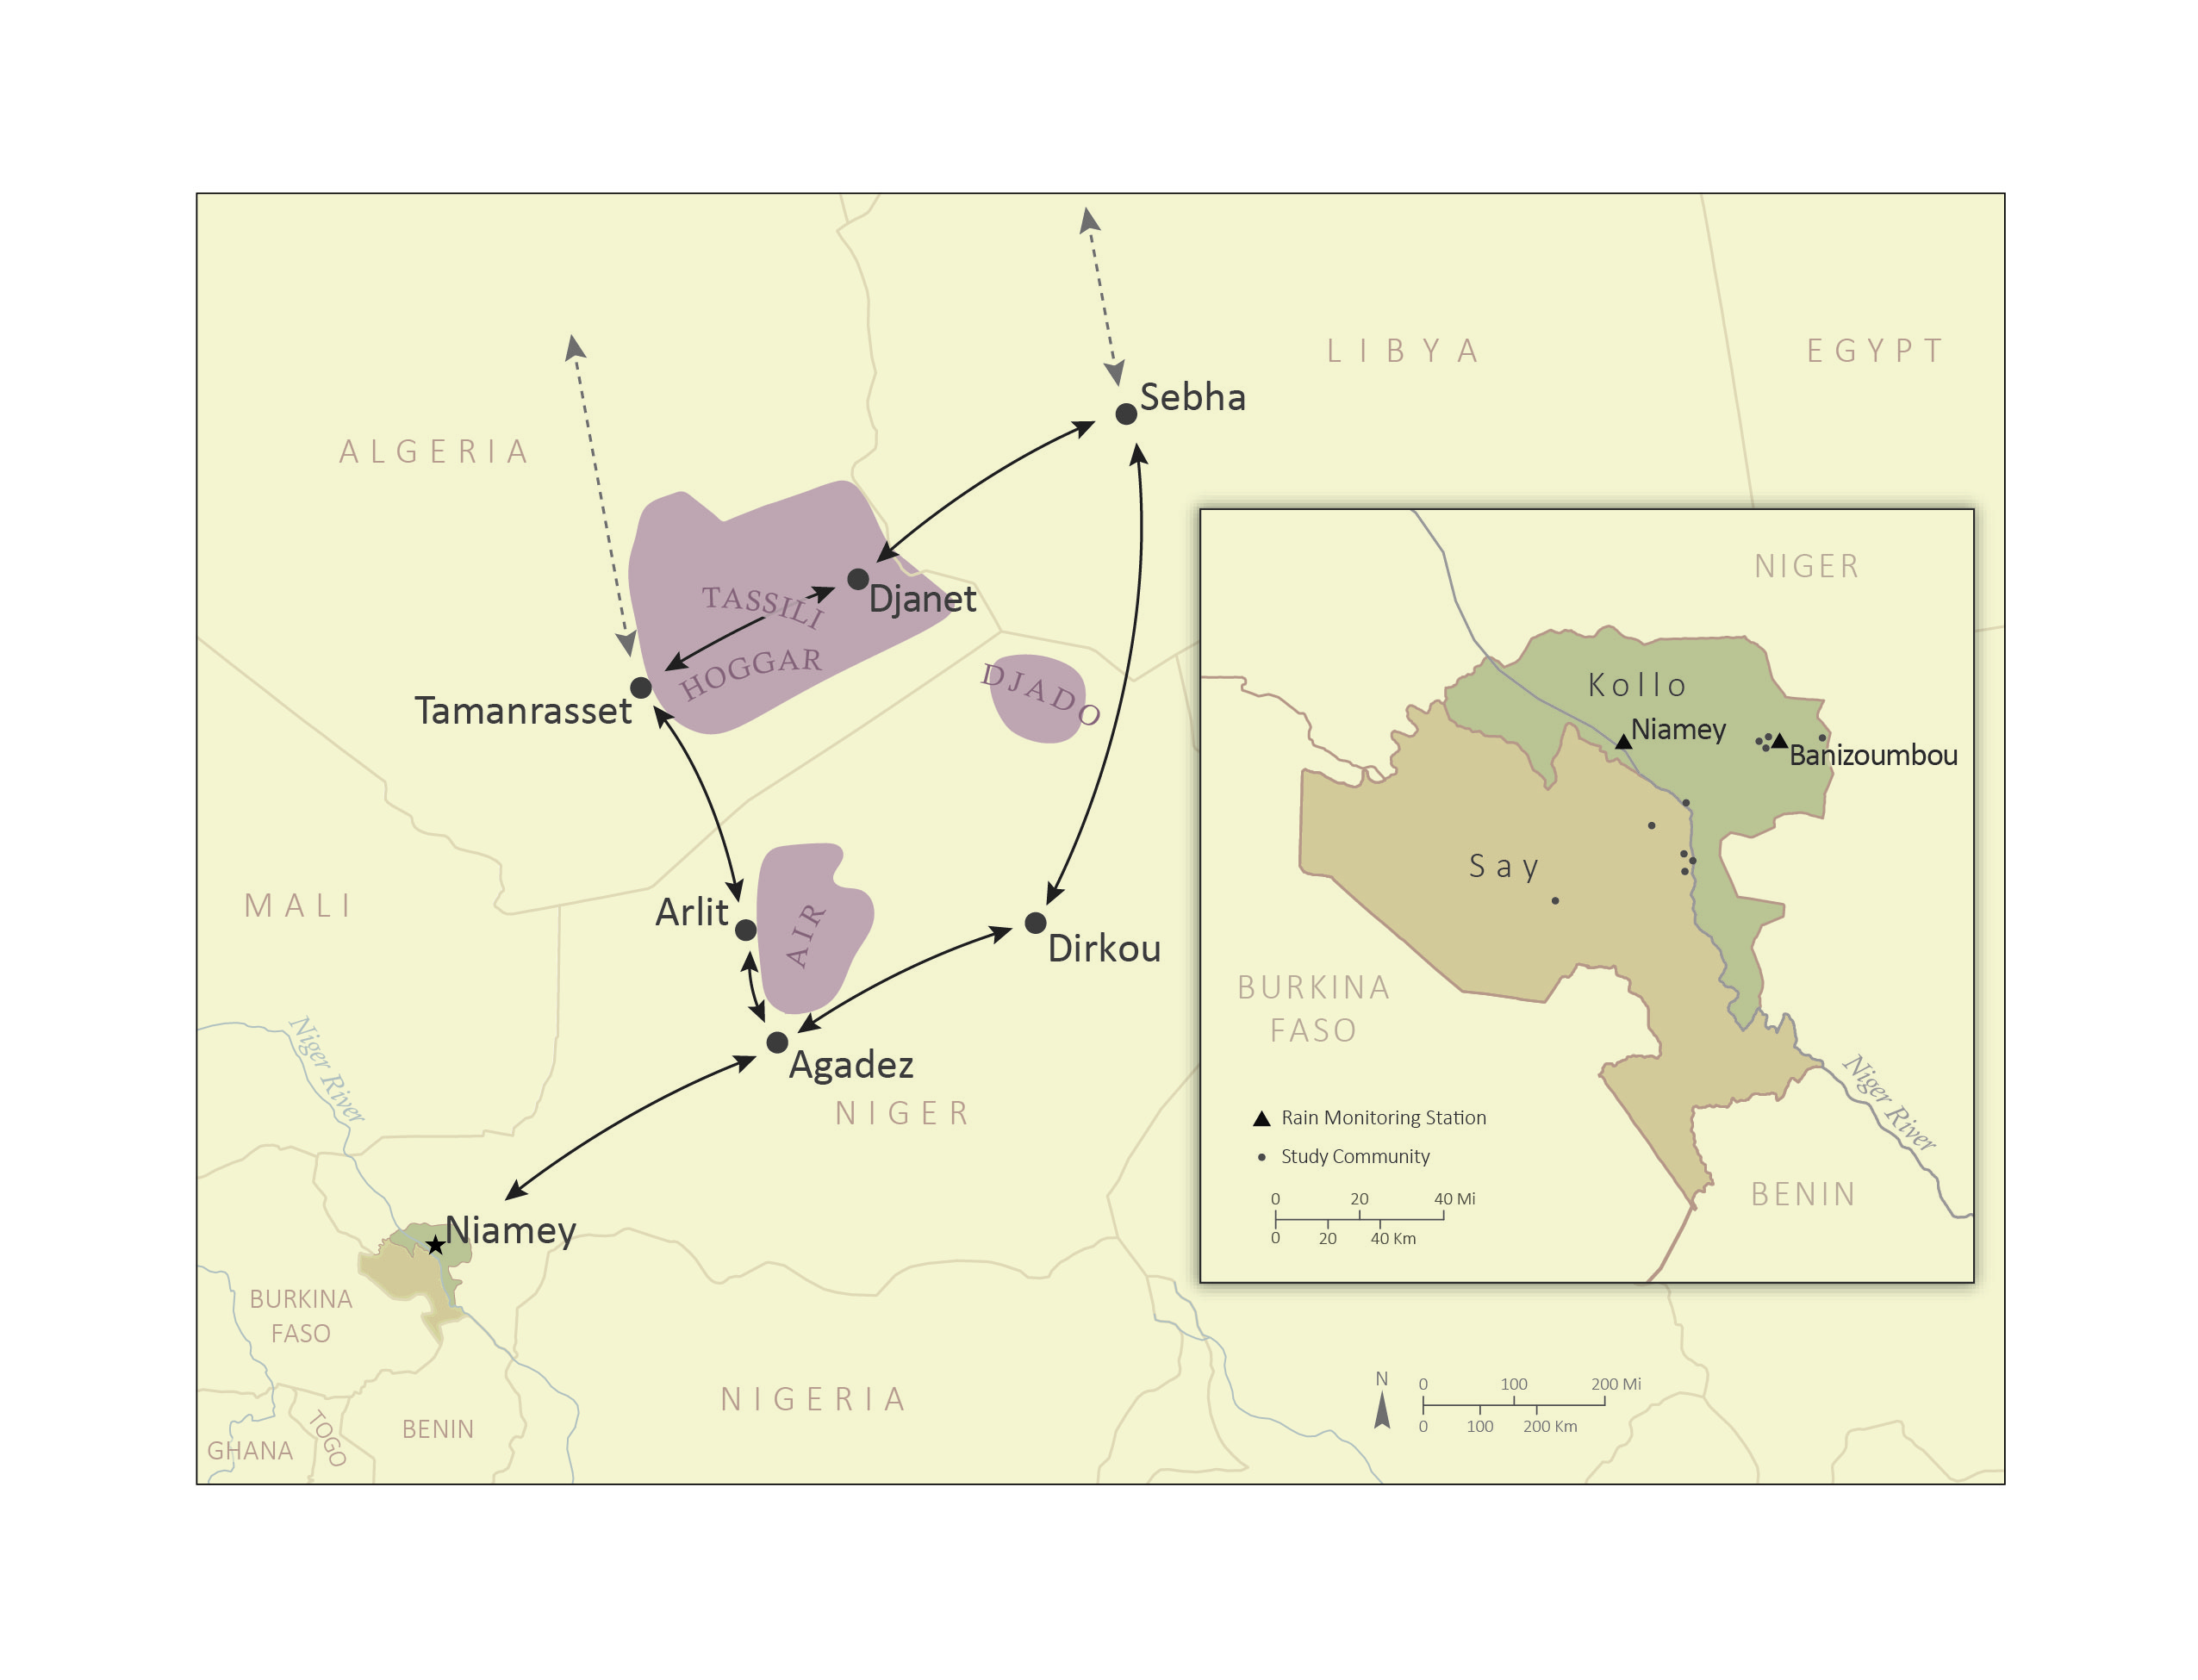 LIBYA
EGYPT
Sebha
ALGERIA
TASSILI
Djanet
HOGGAR
DJADO
Tamanrasset
MALI
Arlit
AIR
Dirkou
Agadez
NIGER
Niger River
Niamey
BURKINA
FASO
NIGERIA
BENIN
TOGO
GHANA
N
0 100 200 Mi
0 100 200 Km
NIGER
Kollo
Niamey
Banizoumbou
Say
BURKINA
FASO
Niger River
BENIN
Rain Monitoring Station
Study Community
0 20 40 Mi
0 20 40 Km